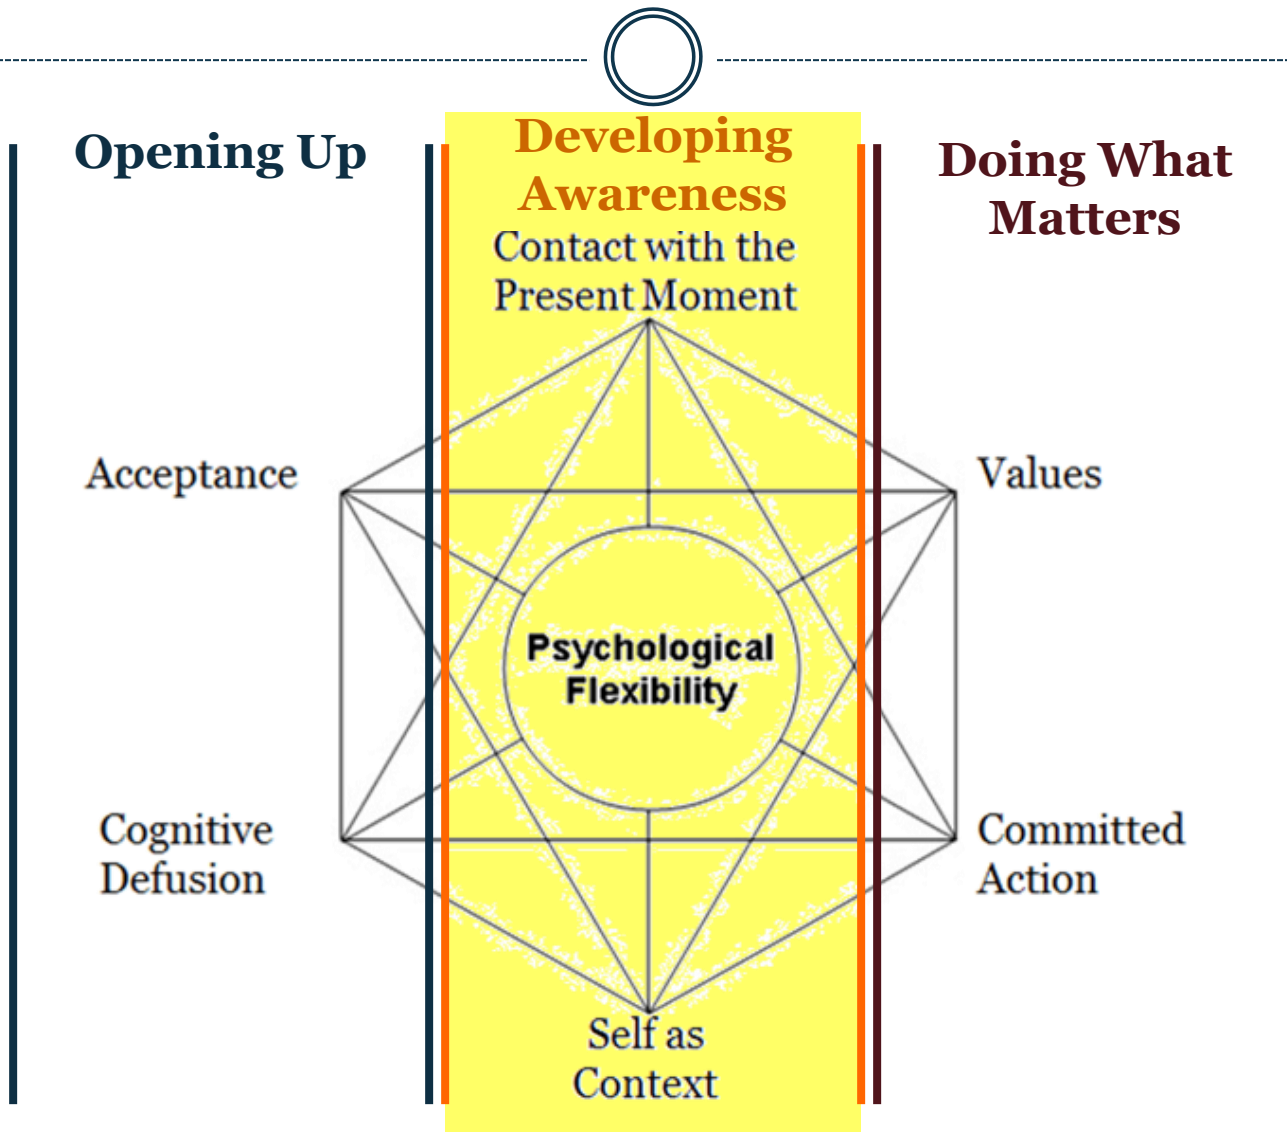 Opening Up
Developing
Awareness
Doing What
Matters
Contact with the
Present Moment
Acceptance
Values
Psychological
Flexibility
Cognitive
Defusion
Committed
Action
Self as
Context